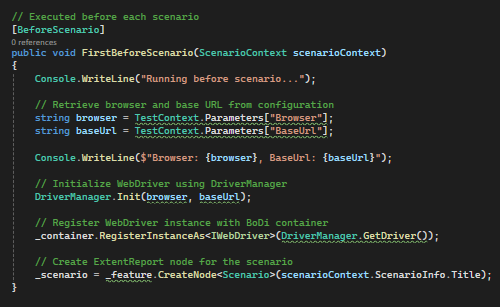 // Executed before each scenario
[BeforeScenario]
0 references
public void FirstBeforeScenario(ScenarioContext scenarioContext)
{
    Console.WriteLine("Running before scenario...");

    // Retrieve browser and base URL from configuration
    string browser = TestContext.Parameters["Browser"];
    string baseUrl = TestContext.Parameters["BaseUrl"];

    Console.WriteLine($"Browser: {browser}, BaseUrl: {baseUrl}");

    // Initialize WebDriver using DriverManager
    DriverManager.Init(browser, baseUrl);

    // Register WebDriver instance with BoDi container
    _container.RegisterInstanceAs<IWebDriver>(DriverManager.GetDriver());

    // Create ExtentReport node for the scenario
    _scenario = _feature.CreateNode<Scenario>(scenarioContext.ScenarioInfo.Title);
}